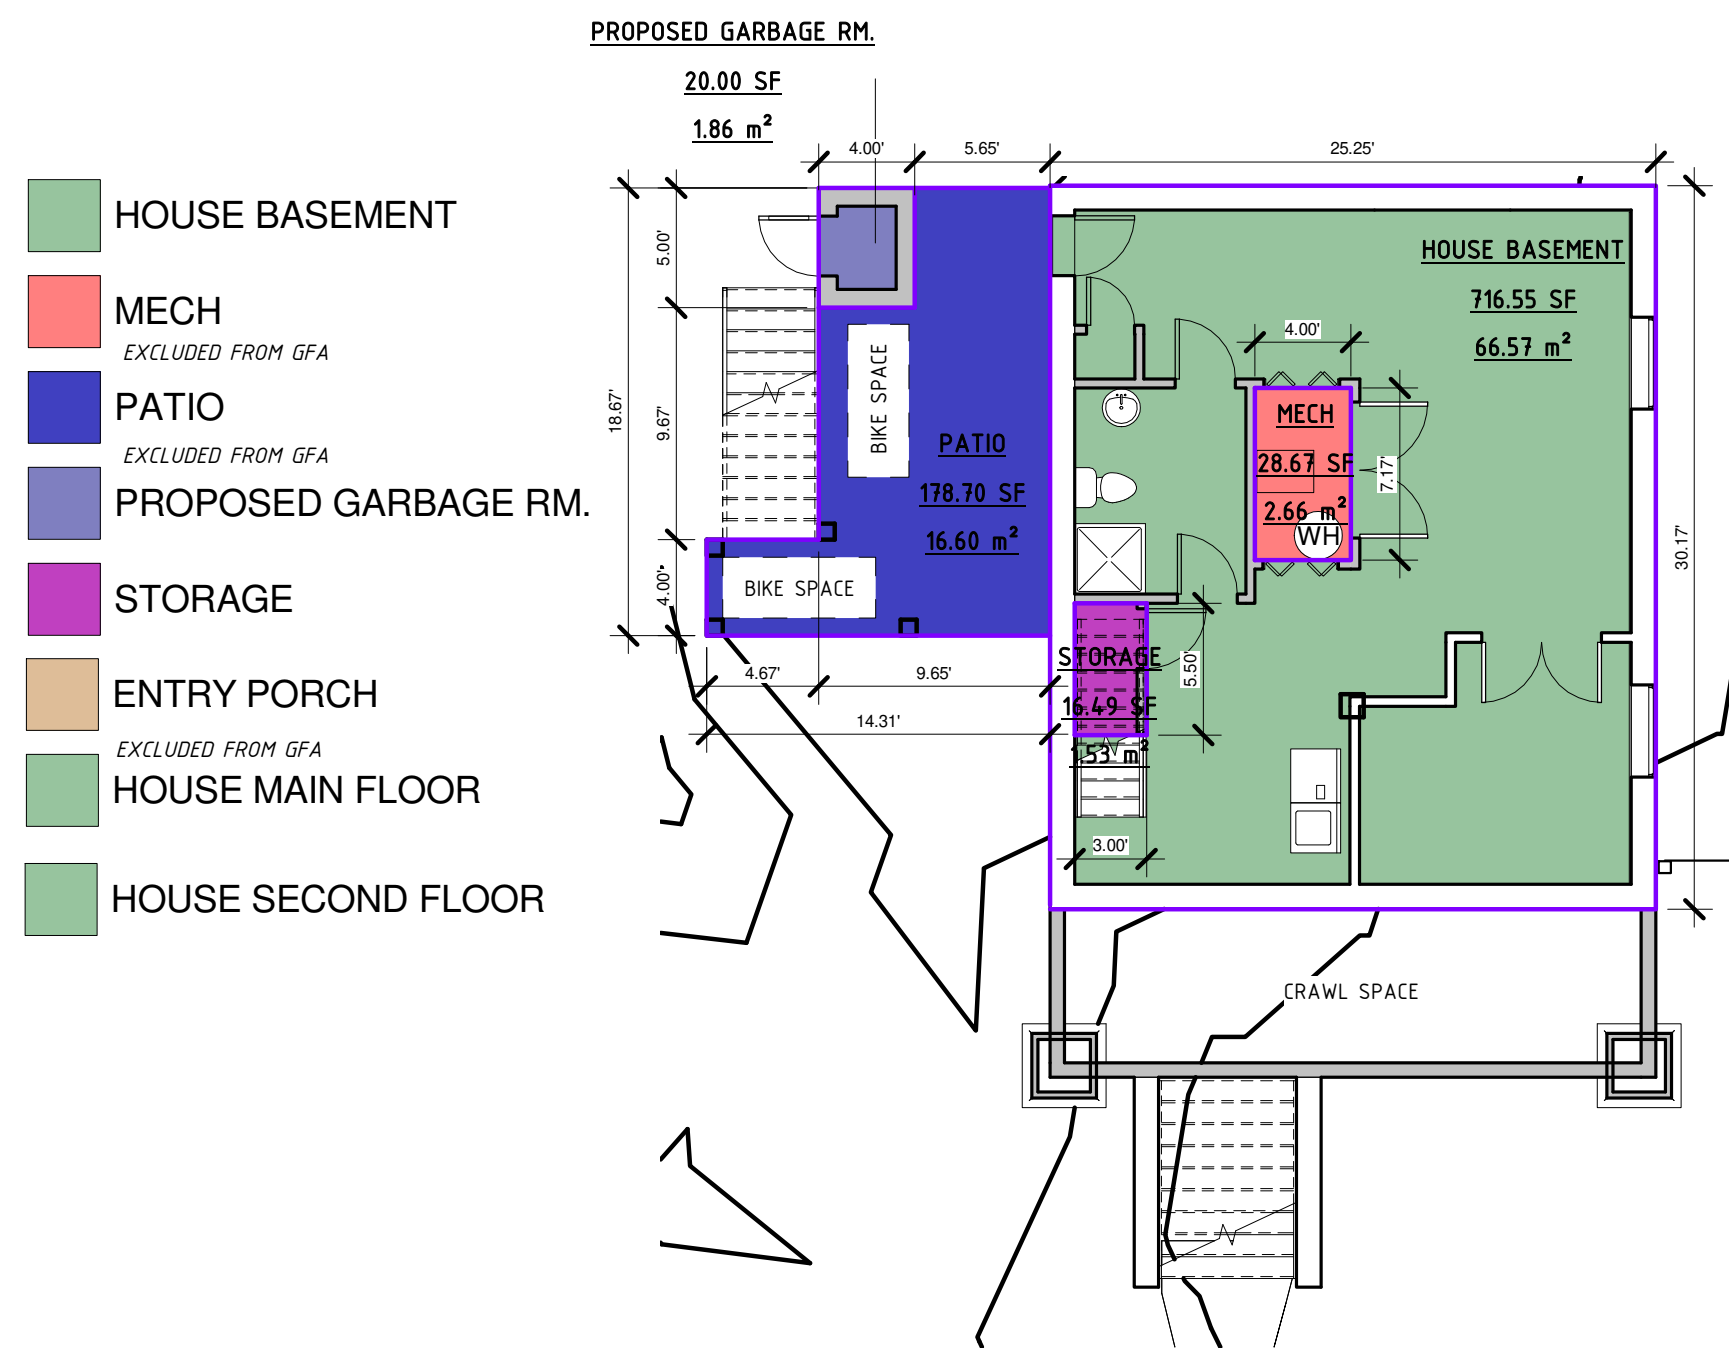 PROPOSED GARBAGE RM.
20.00 SF
1.86 m²
4.00'
5.65'
25.25'
HOUSE BASEMENT
MECH
EXCLUDED FROM GFA
PATIO
EXCLUDED FROM GFA
PROPOSED GARBAGE RM.
STORAGE
ENTRY PORCH
EXCLUDED FROM GFA
HOUSE MAIN FLOOR
HOUSE SECOND FLOOR
5.00'
18.67'
9.67'
4.00'
BIKE SPACE
PATIO
178.70 SF
16.60 m²
BIKE SPACE
4.67'
9.65'
14.31'
HOUSE BASEMENT
716.55 SF
66.57 m²
4.00'
MECH
28.67 SF
2.66 m²
WH
7.17'
30.17'
STORAGE
16.49 SF
.53 m²
5.50'
3.00'
CRAWL SPACE